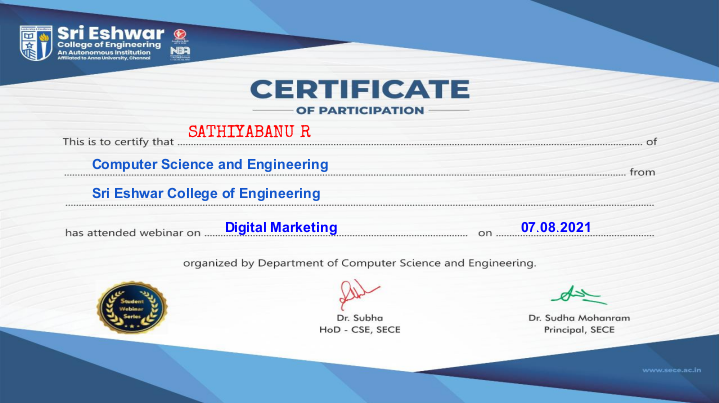 Sri Eshwar
College of Engineering
An Autonomous Institution
Affiliated to Anna University, Chennai
NBA
CERTIFICATE
OF PARTICIPATION
This is to certify that SATHIYABANU R of
Computer Science and Engineering from
Sri Eshwar College of Engineering
has attended webinar on Digital Marketing on 07.08.2021
organized by Department of Computer Science and Engineering.
Student
Webinar
Series
Dr. Subha
HoD - CSE, SECE
Dr. Sudha Mohanram
Principal, SECE
www.sece.ac.in